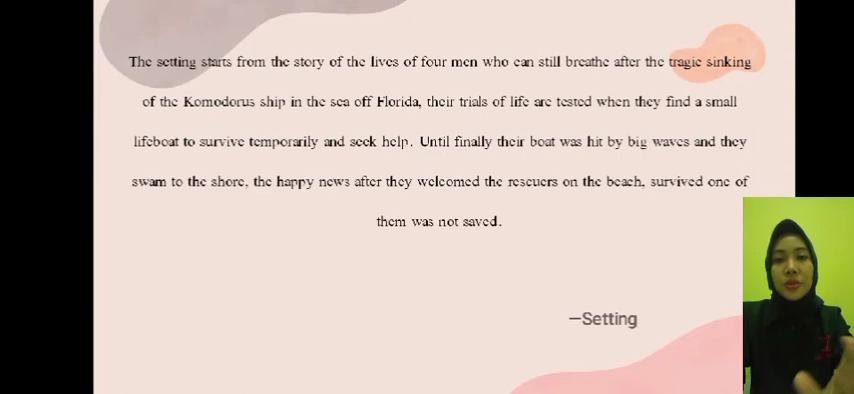 The setting starts from the story of the lives of four men who can still breathe after the tragic sinking
of the Komodorus ship in the sea off Florida, their trials of life are tested when they find a small
lifeboat to survive temporarily and seek help. Until finally their boat was hit by big waves and they
swam to the shore, the happy news after they welcomed the rescuers on the beach, survived one of
them was not saved.
—Setting